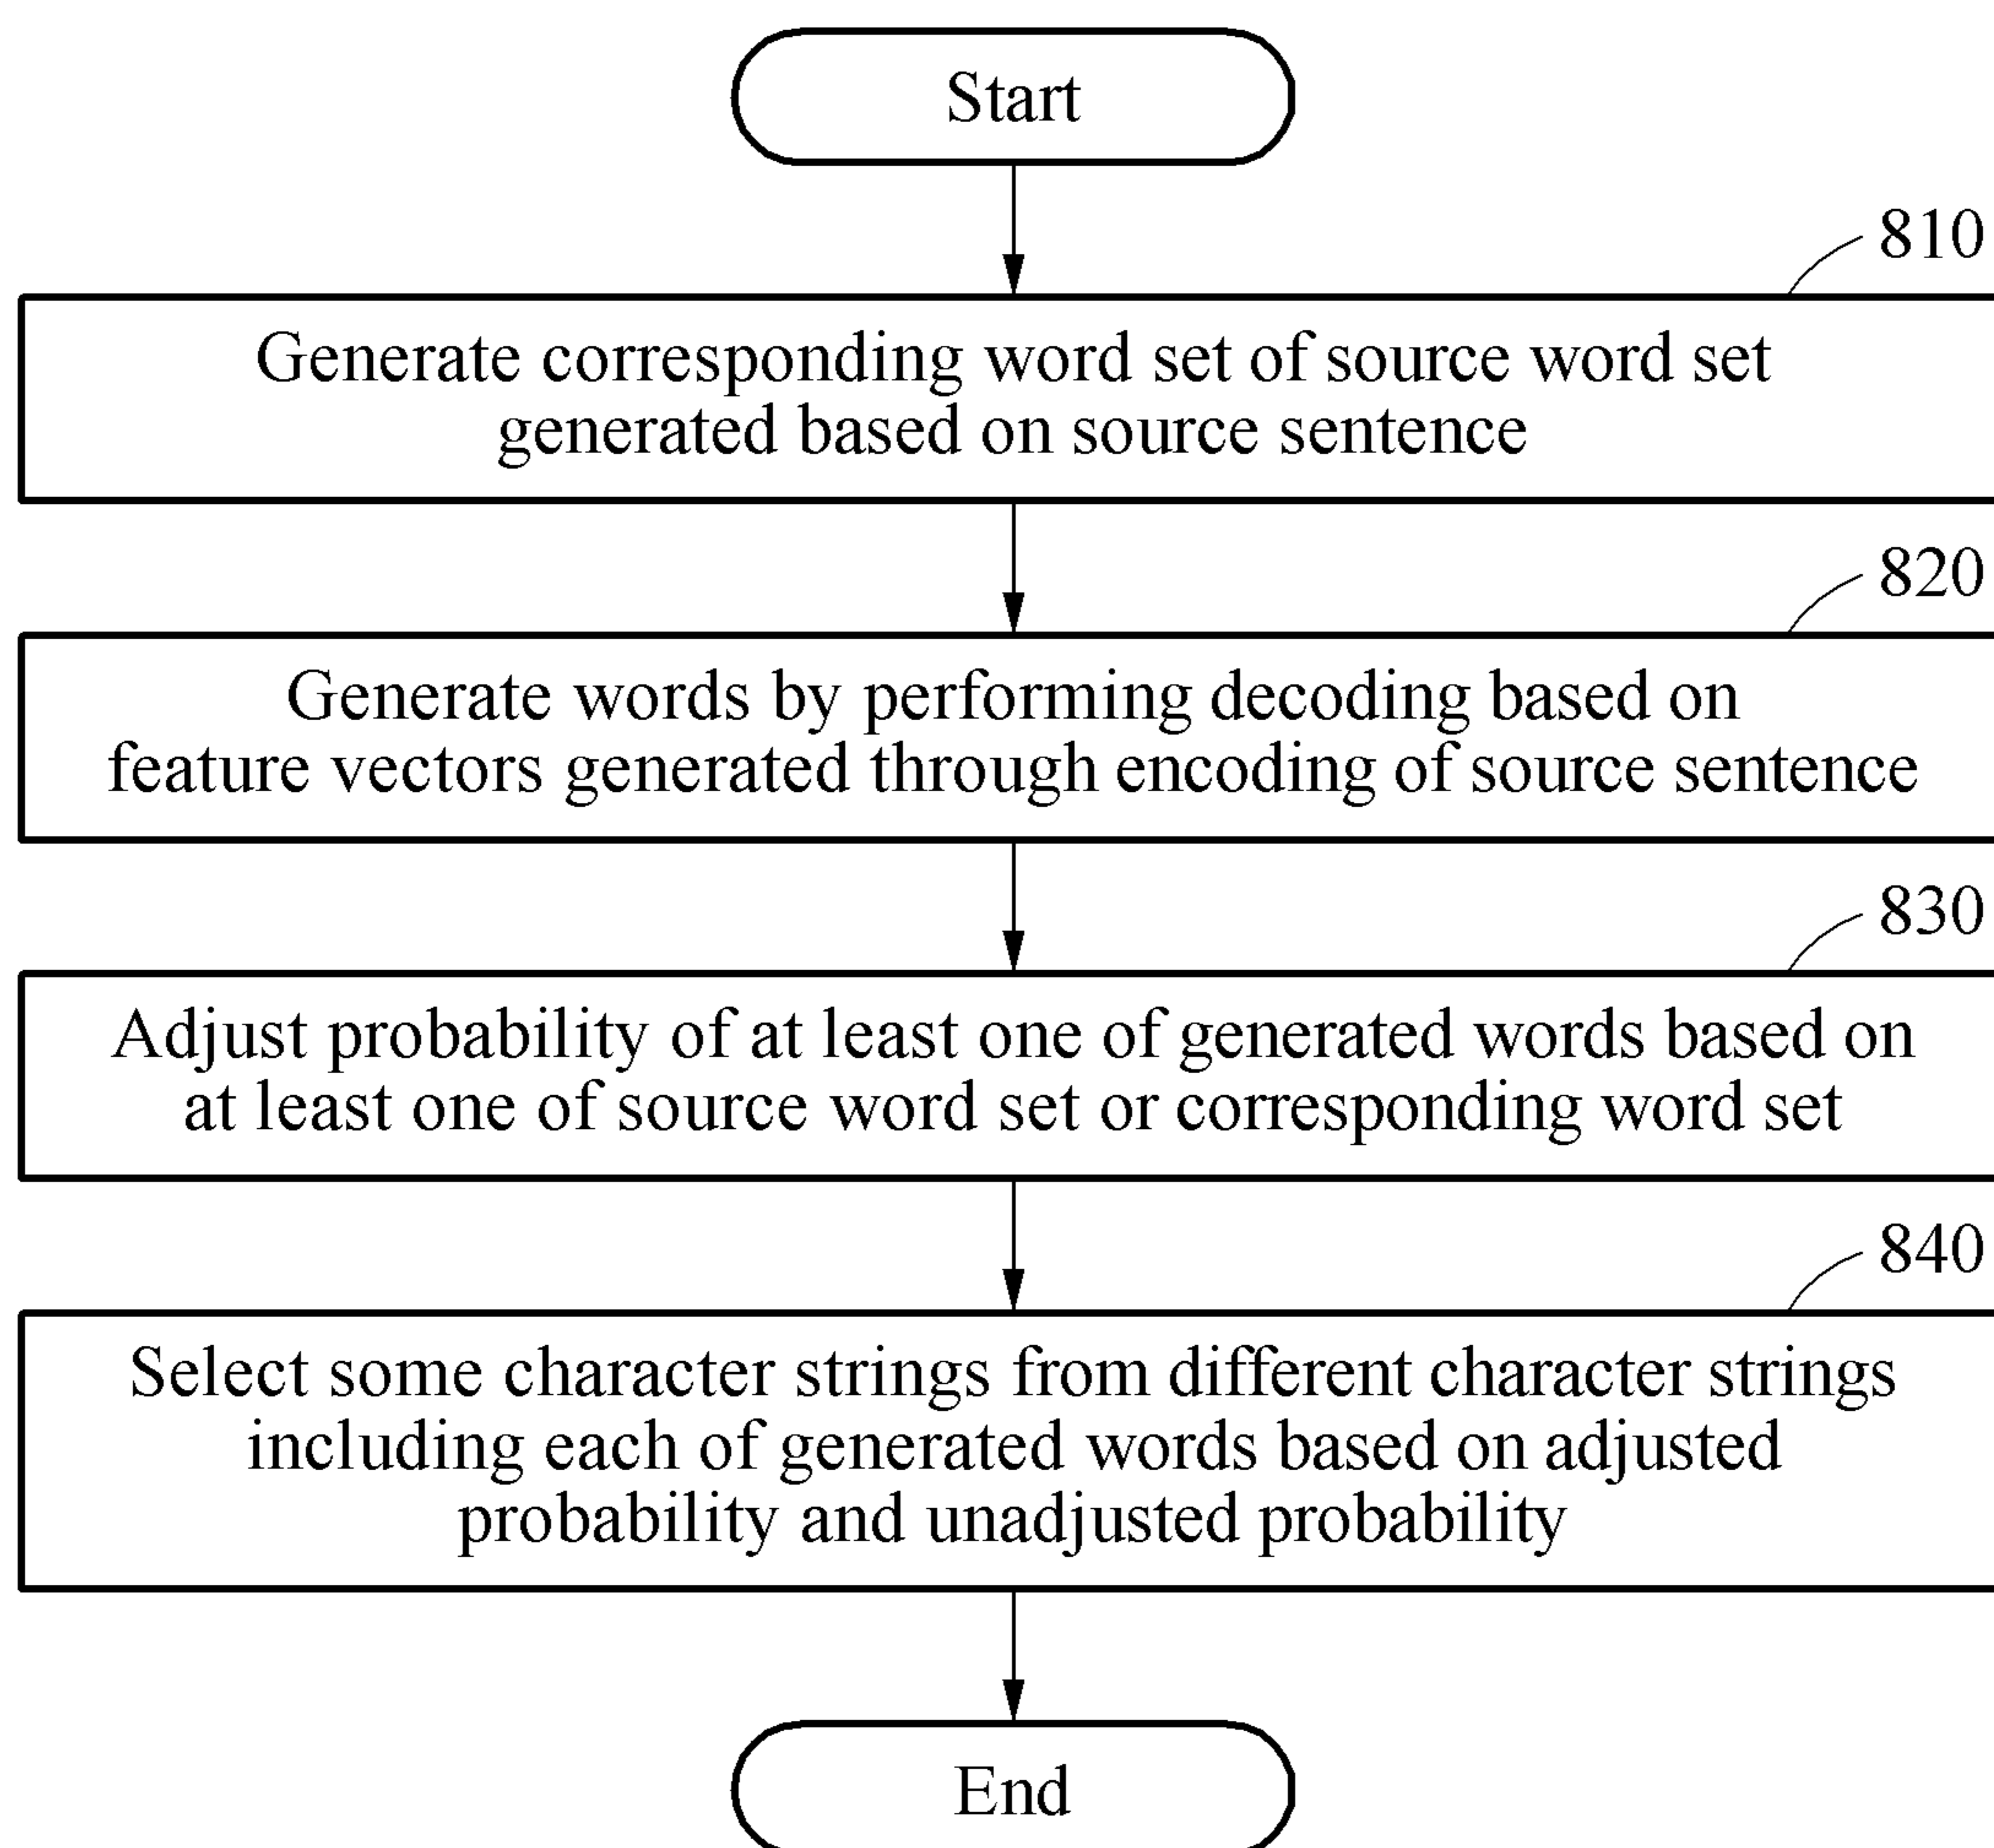 Start
810
Generate corresponding word set of source word set
generated based on source sentence
820
Generate words by performing decoding based on
feature vectors generated through encoding of source sentence
830
Adjust probability of at least one of generated words based on
at least one of source word set or corresponding word set
840
Select some character strings from different character strings
including each of generated words based on adjusted
probability and unadjusted probability
End